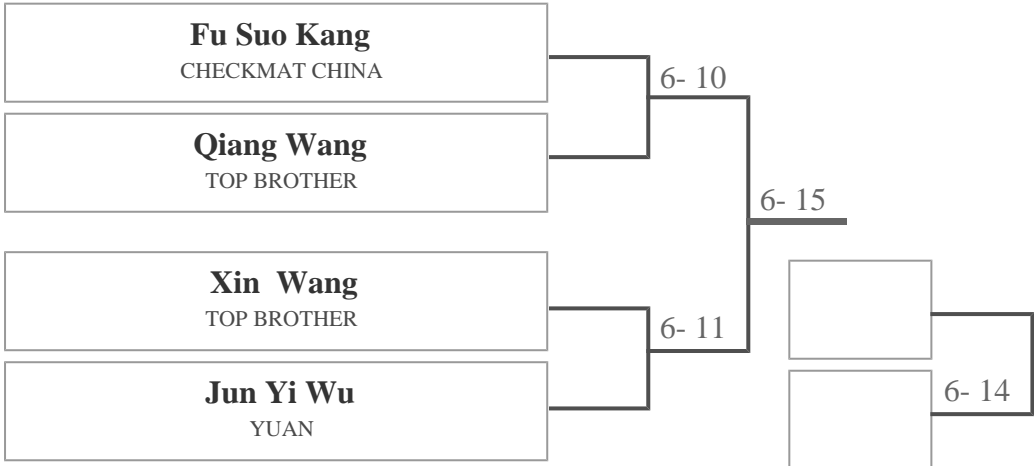 Fu Suo Kang
CHECKMAT CHINA
6- 10
Qiang Wang
TOP BROTHER
6- 15
Xin Wang
TOP BROTHER
6- 11
Jun Yi Wu
YUAN
6- 14